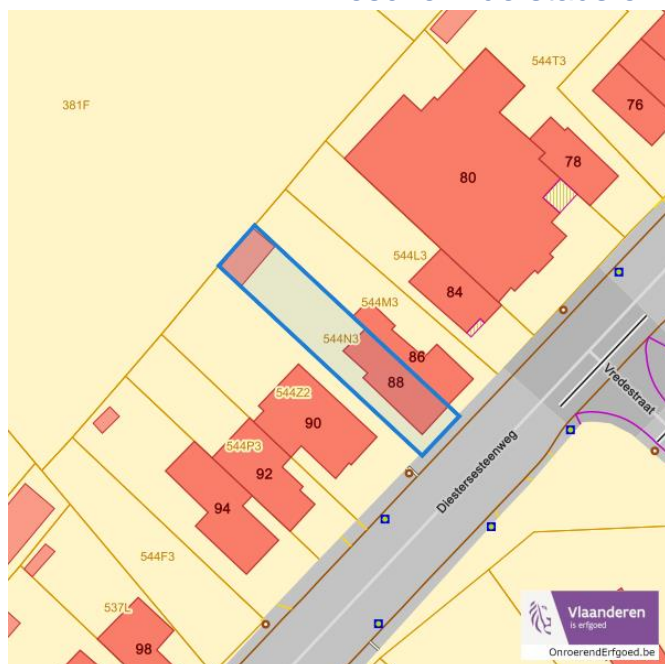 544T3
381F
76
78
80
544L3
84
544M3
544N3
86
88
Vredestraat
544Z2
90
544P3
92
Diestersesteenweg
94
544F3
537L
98
Vlaanderen
is erfgoed
OnroerendErfgoed.be